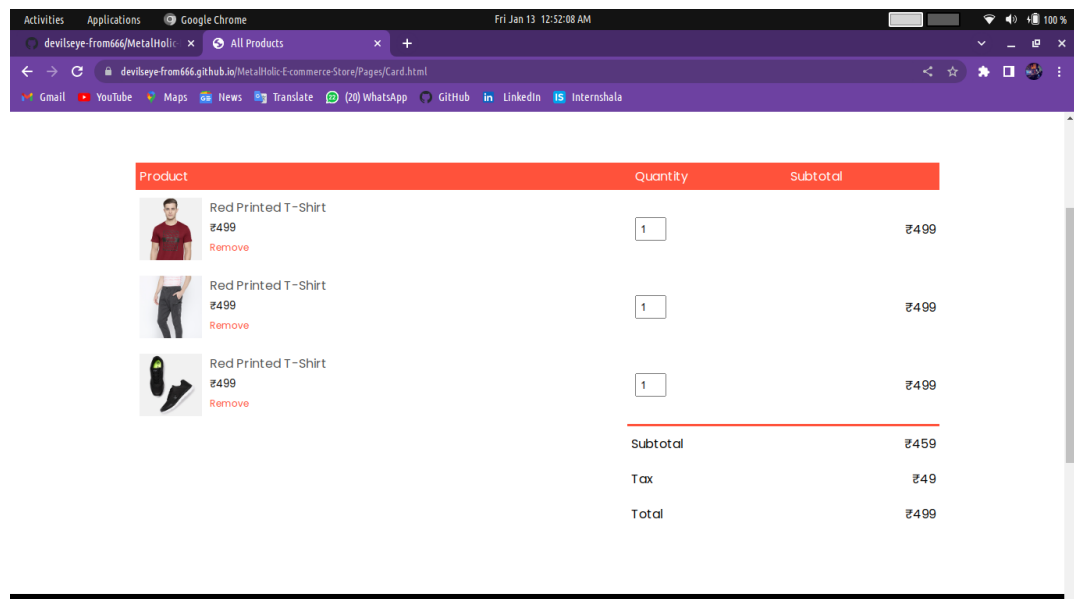 Activities Applications Google Chrome Fri Jan 13 12:52:08 AM 100 %
devilseye-from666/MetalHolic- All Products
devilseye-from666.github.io/MetalHolic-E-commerce-Store/Pages/Card.html
Gmail YouTube Maps News Translate (20) WhatsApp GitHub in LinkedIn IS Internshala
Product Quantity Subtotal
Red Printed T-Shirt
₹499 1 ₹499
Remove
Red Printed T-Shirt
₹499 1 ₹499
Remove
Red Printed T-Shirt
₹499 1 ₹499
Remove
Subtotal ₹459
Tax ₹49
Total ₹499